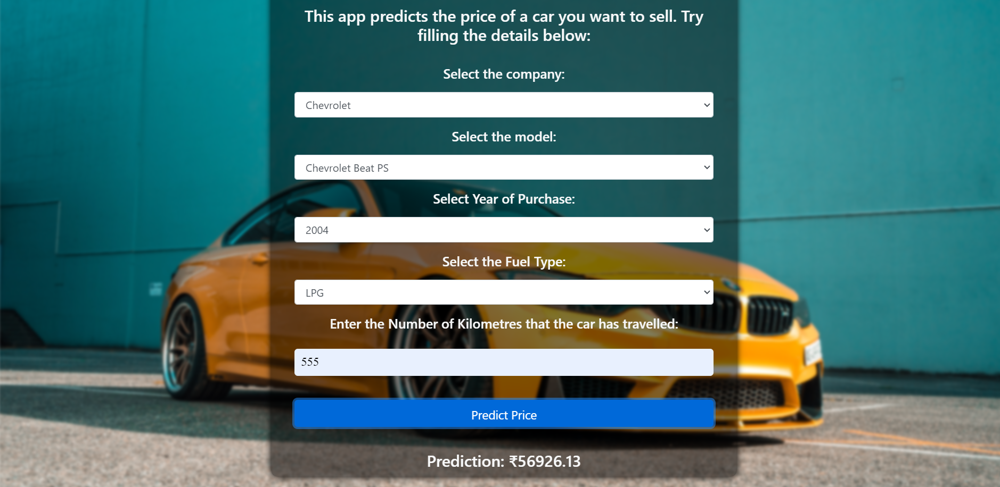 This app predicts the price of a car you want to sell. Try
filling the details below:
Select the company:
Chevrolet
Select the model:
Chevrolet Beat PS
Select Year of Purchase:
2004
Select the Fuel Type:
LPG
Enter the Number of Kilometres that the car has travelled:
555
Predict Price
Prediction: ₹56926.13